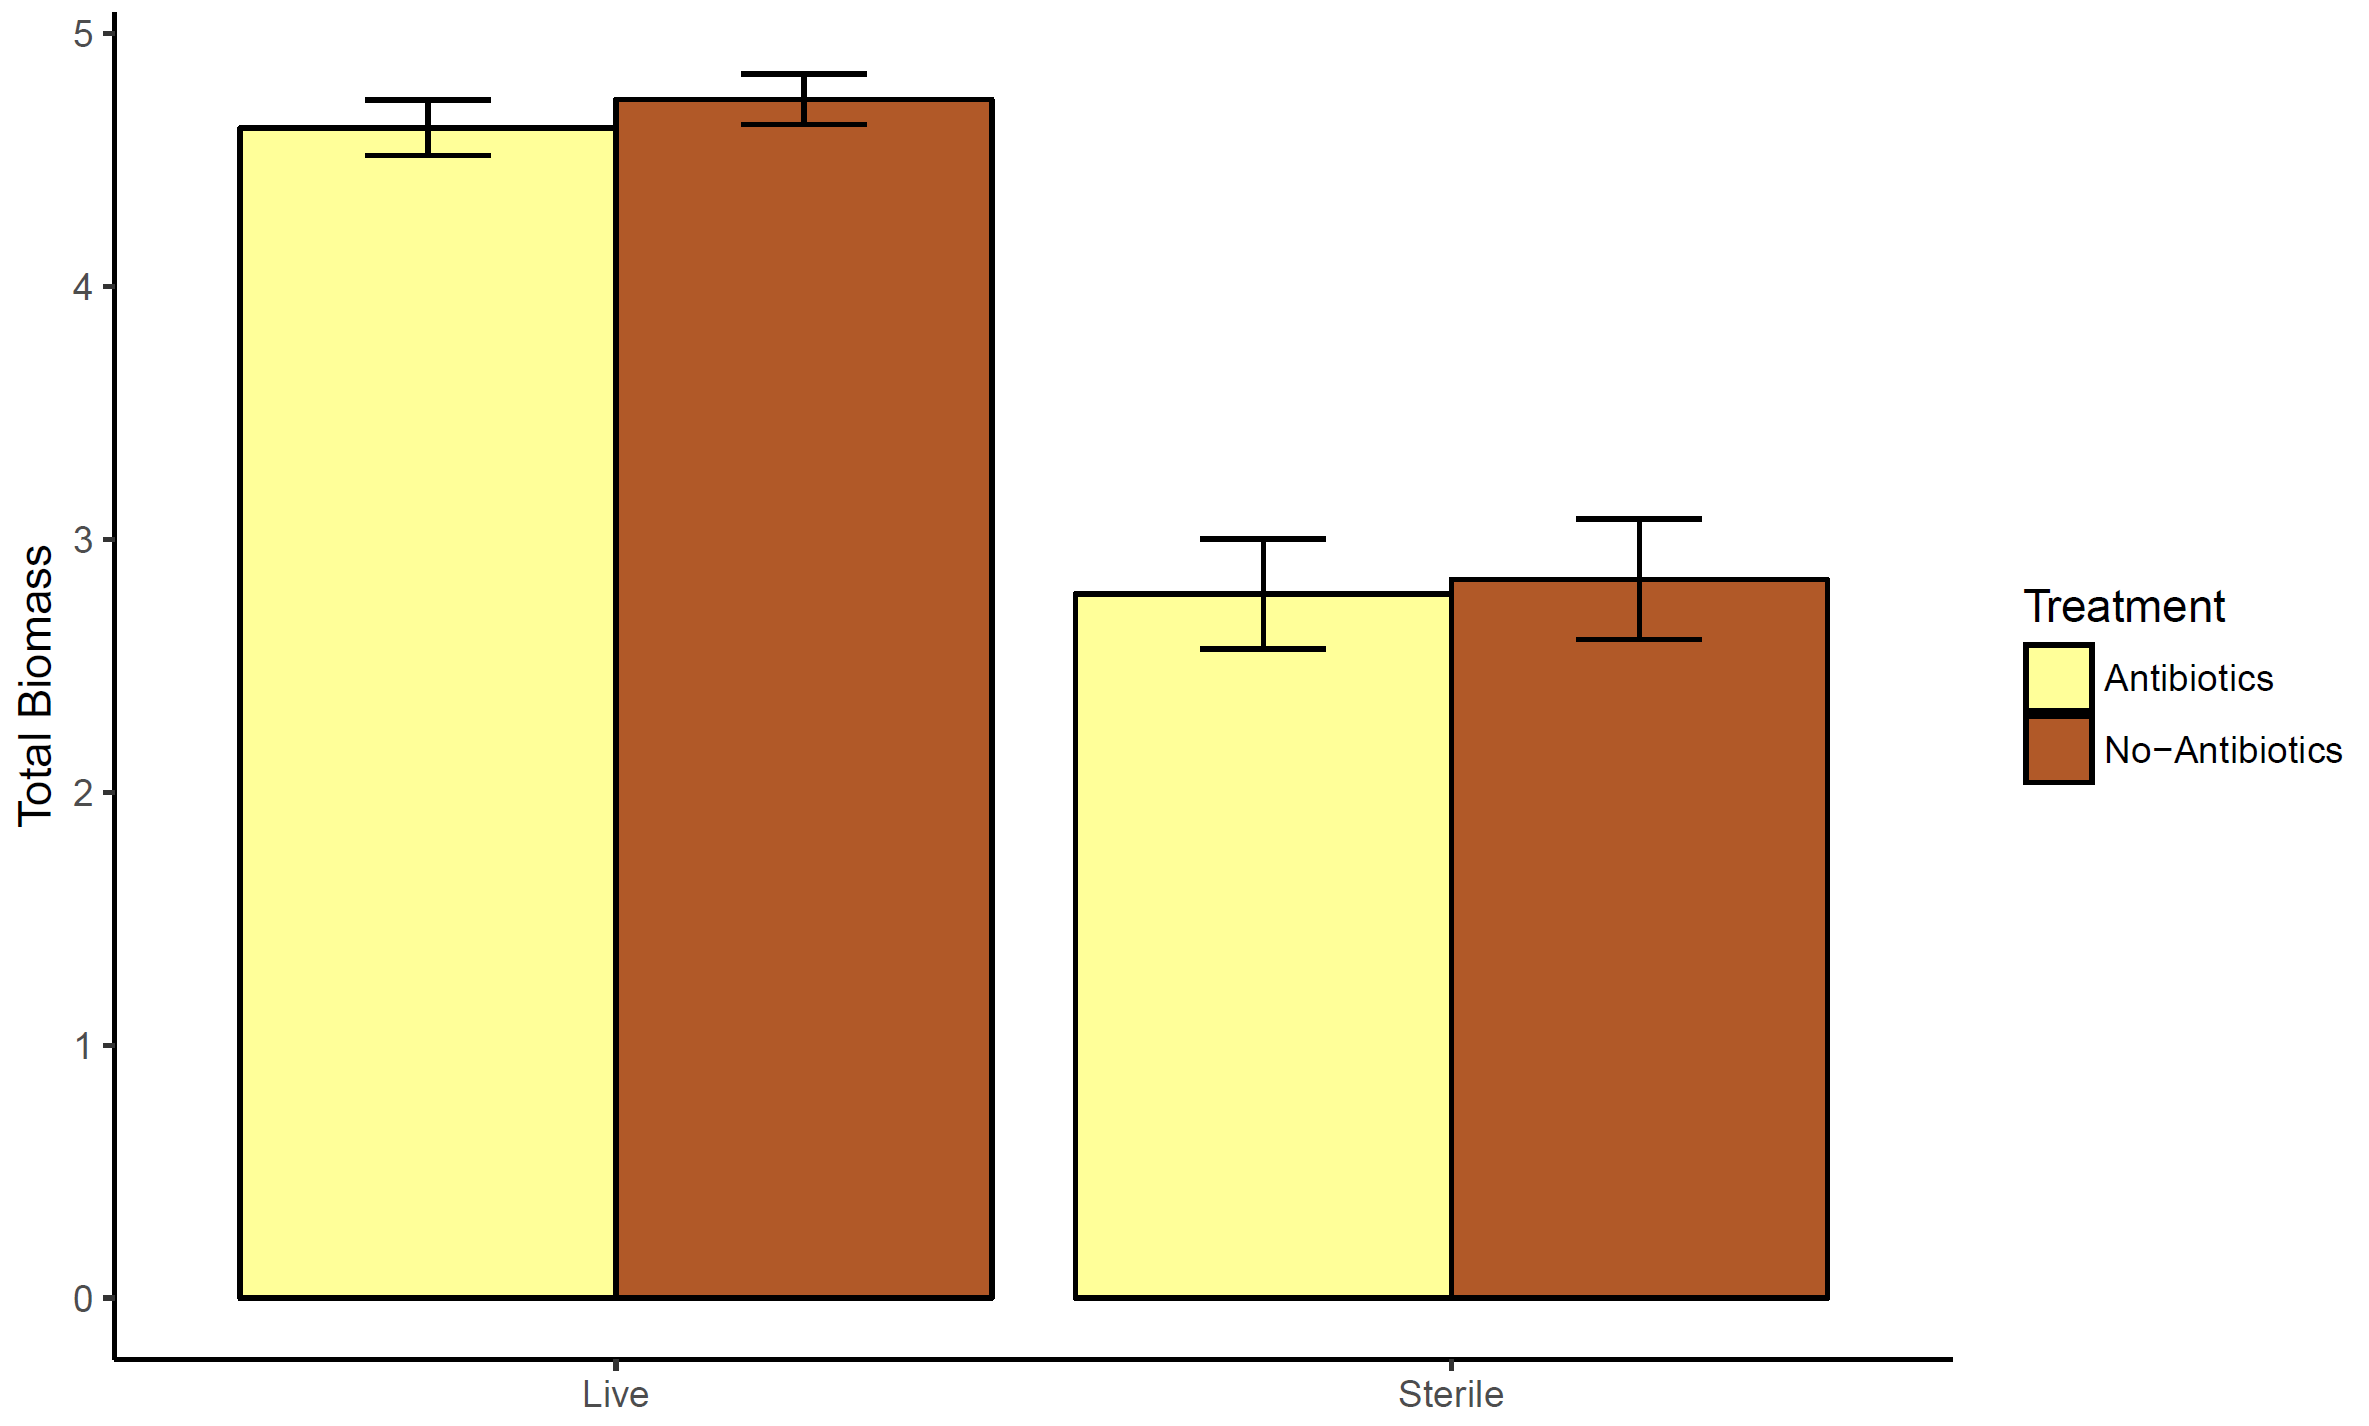 Total Biomass
5
4
3
2
1
0
Live
Sterile
Treatment
Antibiotics
No−Antibiotics